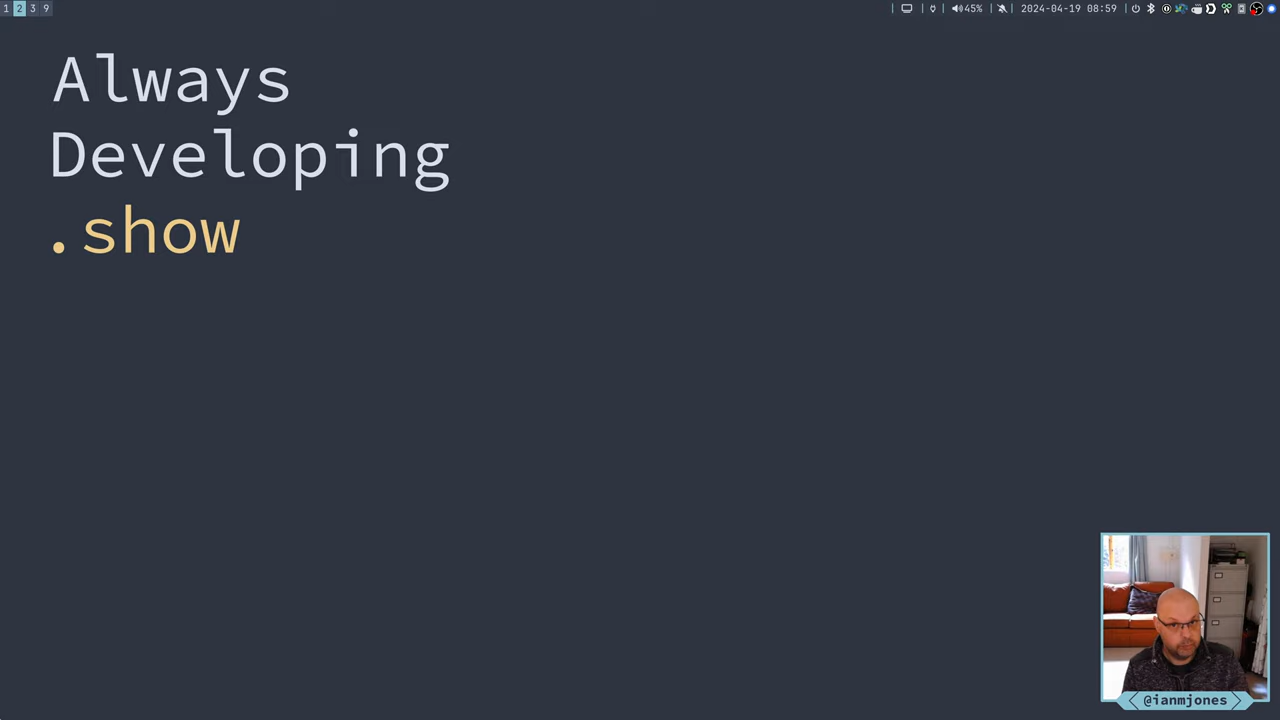 1 2 3 9
45%
2024-04-19 08:59
Always
Developing
.show
@ianmjones